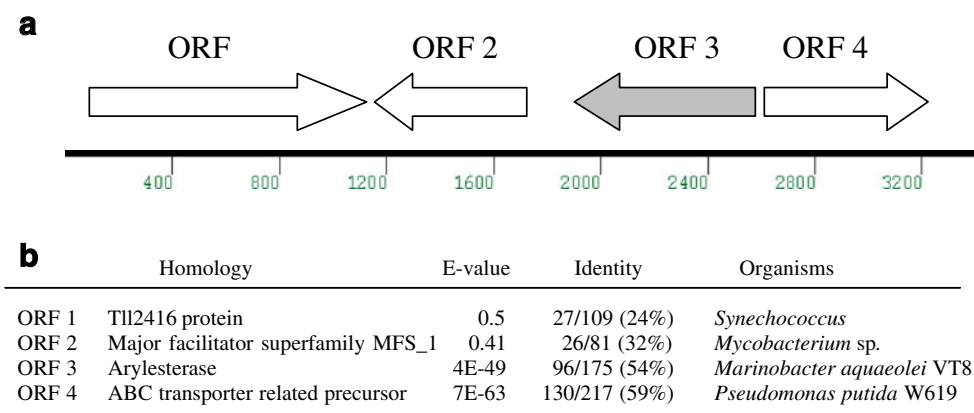 a
ORF ORF 2 ORF 3 ORF 4
400 800 1200 1600 2000 2400 2800 3200
b
Homology E-value Identity Organisms
ORF 1 Tll2416 protein 0.5 27/109 (24%) Synechococcus
ORF 2 Major facilitator superfamily MFS_1 0.41 26/81 (32%) Mycobacterium sp.
ORF 3 Arylesterase 4E-49 96/175 (54%) Marinobacter aquaeolei VT8
ORF 4 ABC transporter related precursor 7E-63 130/217 (59%) Pseudomonas putida W619